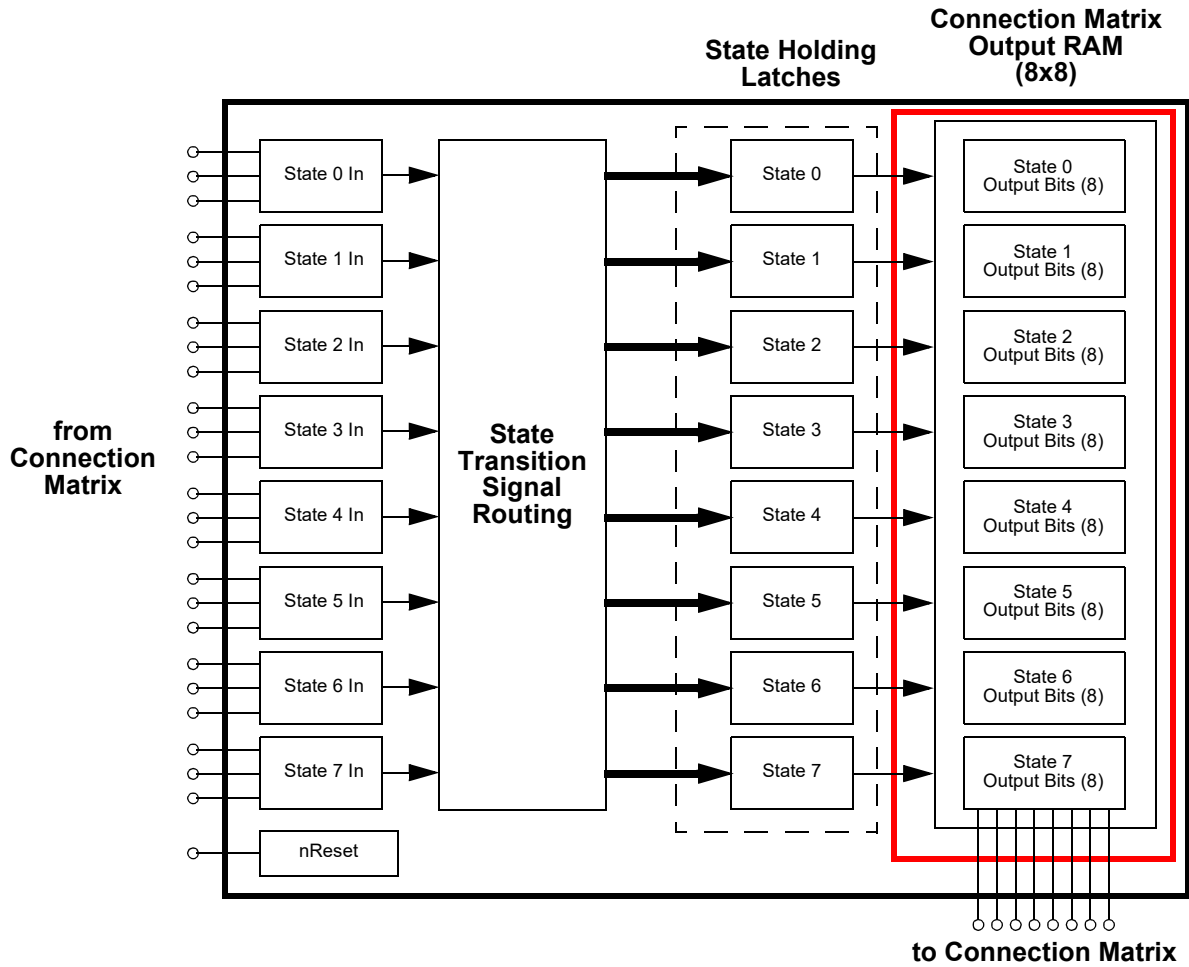 Connection Matrix
Output RAM
(8x8)
State Holding
Latches
from
Connection
Matrix
State 0 In
State 1 In
State 2 In
State 3 In
State 4 In
State 5 In
State 6 In
State 7 In
nReset
State
Transition
Signal
Routing
State 0
State 1
State 2
State 3
State 4
State 5
State 6
State 7
State 0
Output Bits (8)
State 1
Output Bits (8)
State 2
Output Bits (8)
State 3
Output Bits (8)
State 4
Output Bits (8)
State 5
Output Bits (8)
State 6
Output Bits (8)
State 7
Output Bits (8)
to Connection Matrix